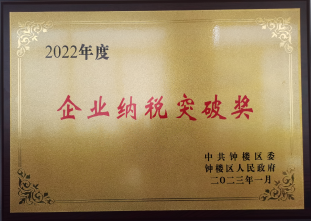 2022年度
企业纳税突破奖
中共钟楼区委
钟楼区人民政府
二〇二三年一月